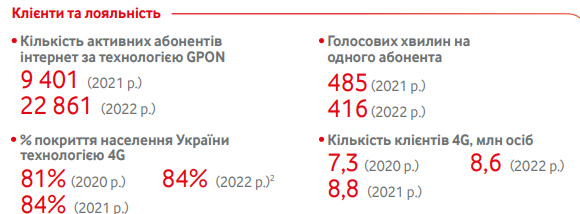 Клієнти та лояльність
• Кількість активних абонентів
інтернет за технологією GPON
9 401 (2021 р.)
22 861 (2022 р.)
• Голосових хвилин на
одного абонента
485 (2021 р.)
416 (2022 р.)
• % покриття населення України
технологією 4G
81% (2020 р.) 84% (2022 р.)²
84% (2021 р.)
• Кількість клієнтів 4G, млн осіб
7,3 (2020 р.) 8,6 (2022 р.)
8,8 (2021 р.)